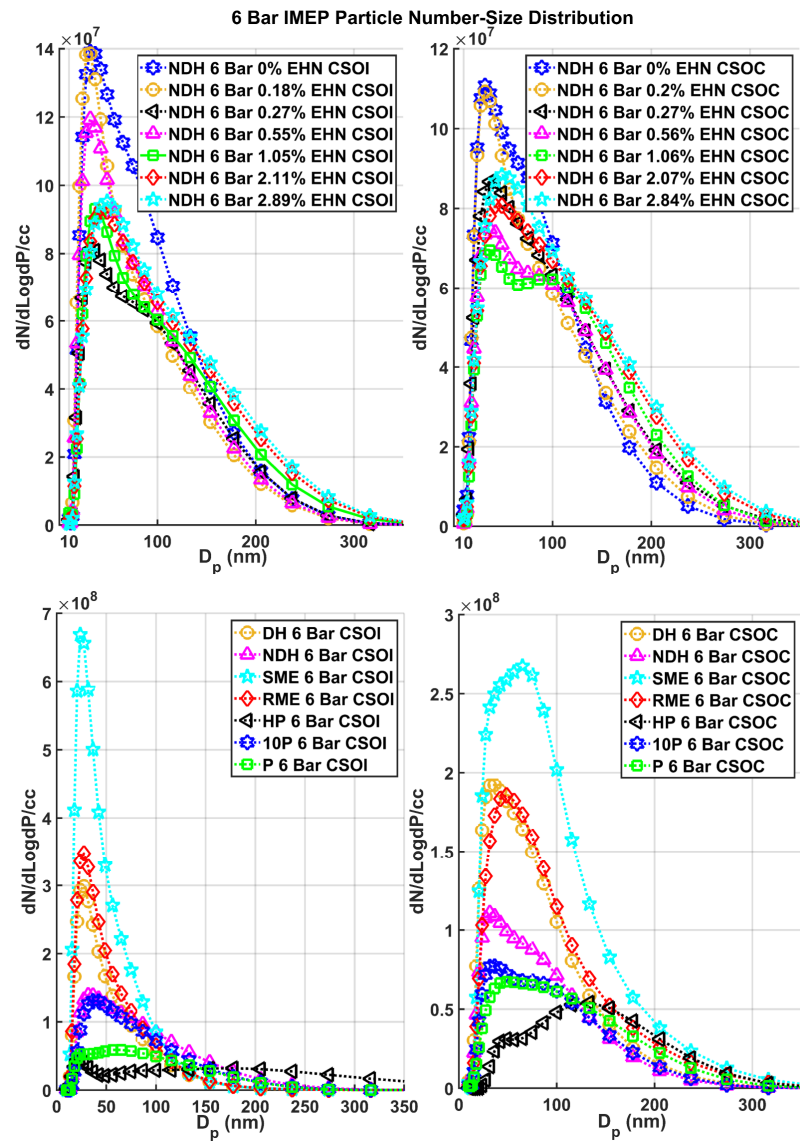 6 Bar IMEP Particle Number-Size Distribution
×10⁷
14
12
10
8
6
4
2
0
10
100
200
300
dN/dLogdP/cc
D_p (nm)
NDH 6 Bar 0% EHN CSOI
NDH 6 Bar 0.18% EHN CSOI
NDH 6 Bar 0.27% EHN CSOI
NDH 6 Bar 0.55% EHN CSOI
NDH 6 Bar 1.05% EHN CSOI
NDH 6 Bar 2.11% EHN CSOI
NDH 6 Bar 2.89% EHN CSOI
×10⁷
12
10
8
6
4
2
0
10
100
200
300
dN/dLogdP/cc
D_p (nm)
NDH 6 Bar 0% EHN CSOC
NDH 6 Bar 0.2% EHN CSOC
NDH 6 Bar 0.27% EHN CSOC
NDH 6 Bar 0.56% EHN CSOC
NDH 6 Bar 1.06% EHN CSOC
NDH 6 Bar 2.07% EHN CSOC
NDH 6 Bar 2.84% EHN CSOC
×10⁸
7
6
5
4
3
2
1
0
0
10
50
100
150
200
250
300
350
dN/dLogdP/cc
D_p (nm)
DH 6 Bar CSOI
NDH 6 Bar CSOI
SME 6 Bar CSOI
RME 6 Bar CSOI
HP 6 Bar CSOI
10P 6 Bar CSOI
P 6 Bar CSOI
×10⁸
3
2.5
2
1.5
1
0.5
0
10
100
200
300
dN/dLogdP/cc
D_p (nm)
DH 6 Bar CSOC
NDH 6 Bar CSOC
SME 6 Bar CSOC
RME 6 Bar CSOC
HP 6 Bar CSOC
10P 6 Bar CSOC
P 6 Bar CSOC